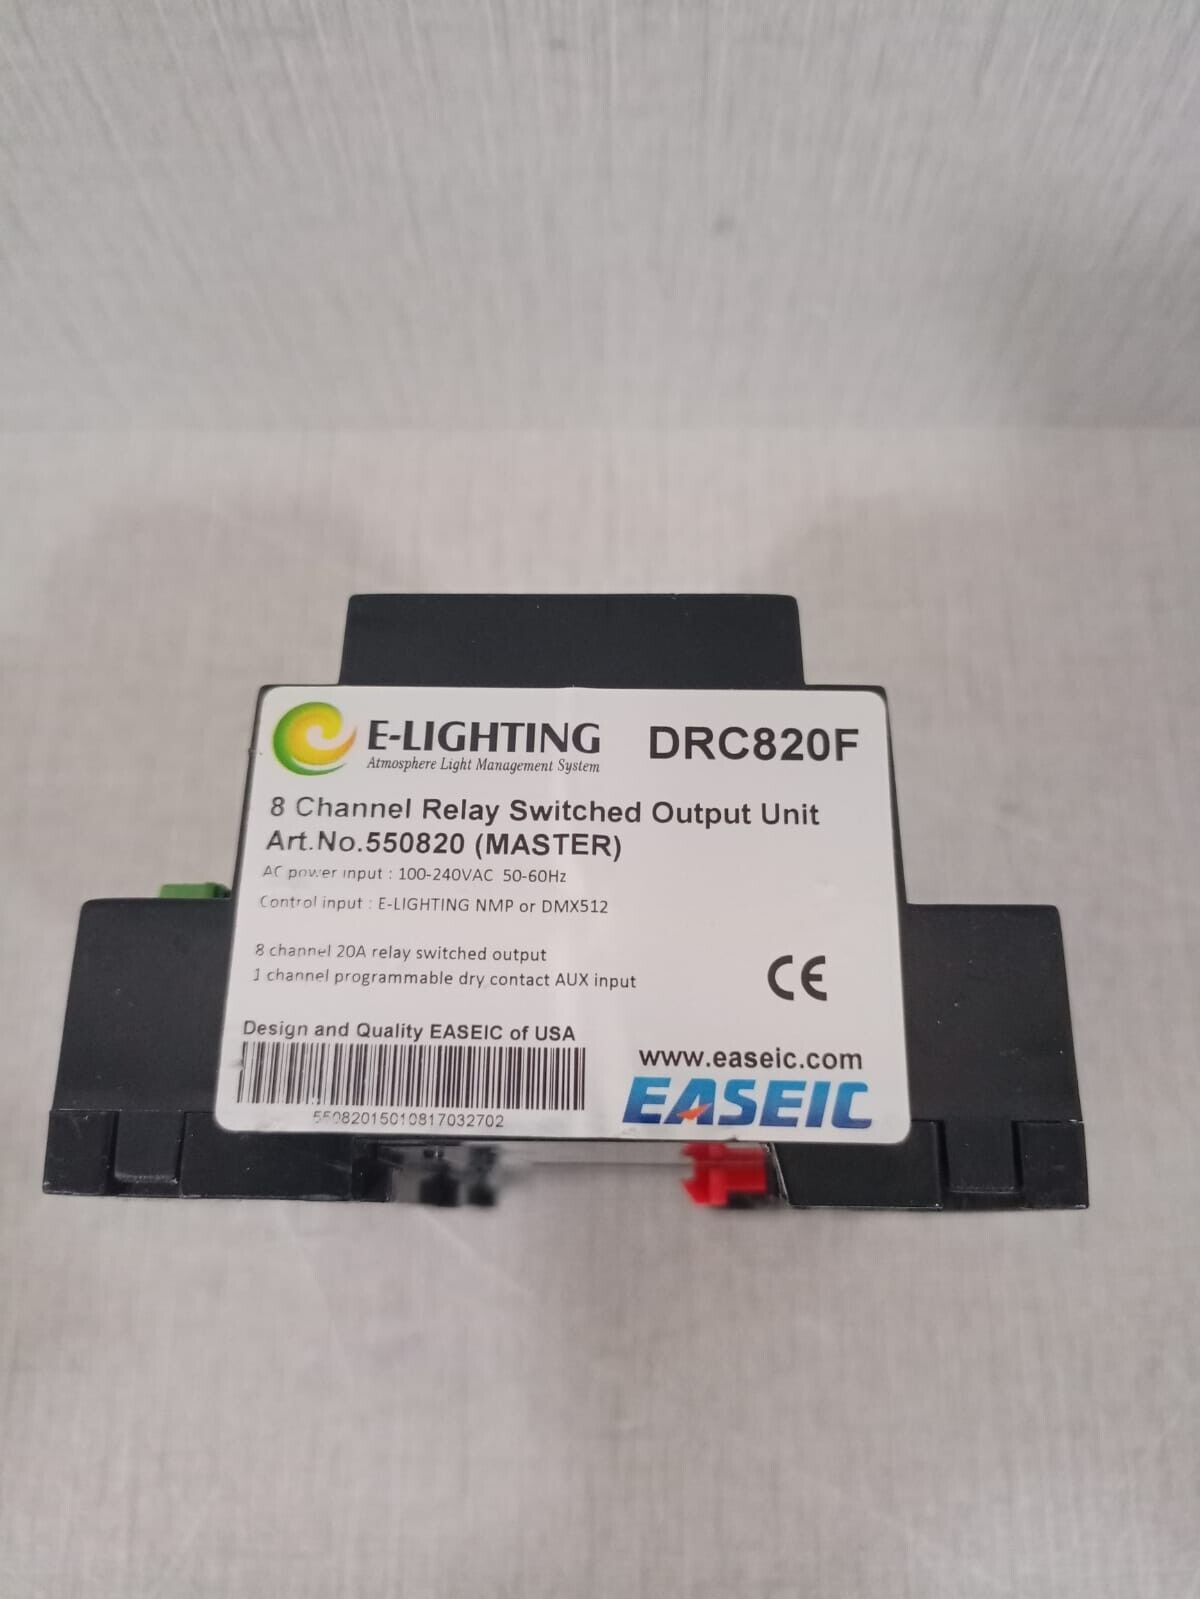 E-LIGHTING
Atmosphere Light Management System
DRC820F
8 Channel Relay Switched Output Unit
Art.No.550820 (MASTER)
AC power input : 100-240VAC 50-60Hz
Control input : E-LIGHTING NMP or DMX512
8 channel 20A relay switched output
1 channel programmable dry contact AUX input
CE
Design and Quality EASEIC of USA
55082015010817032702
www.easeic.com
EASEIC